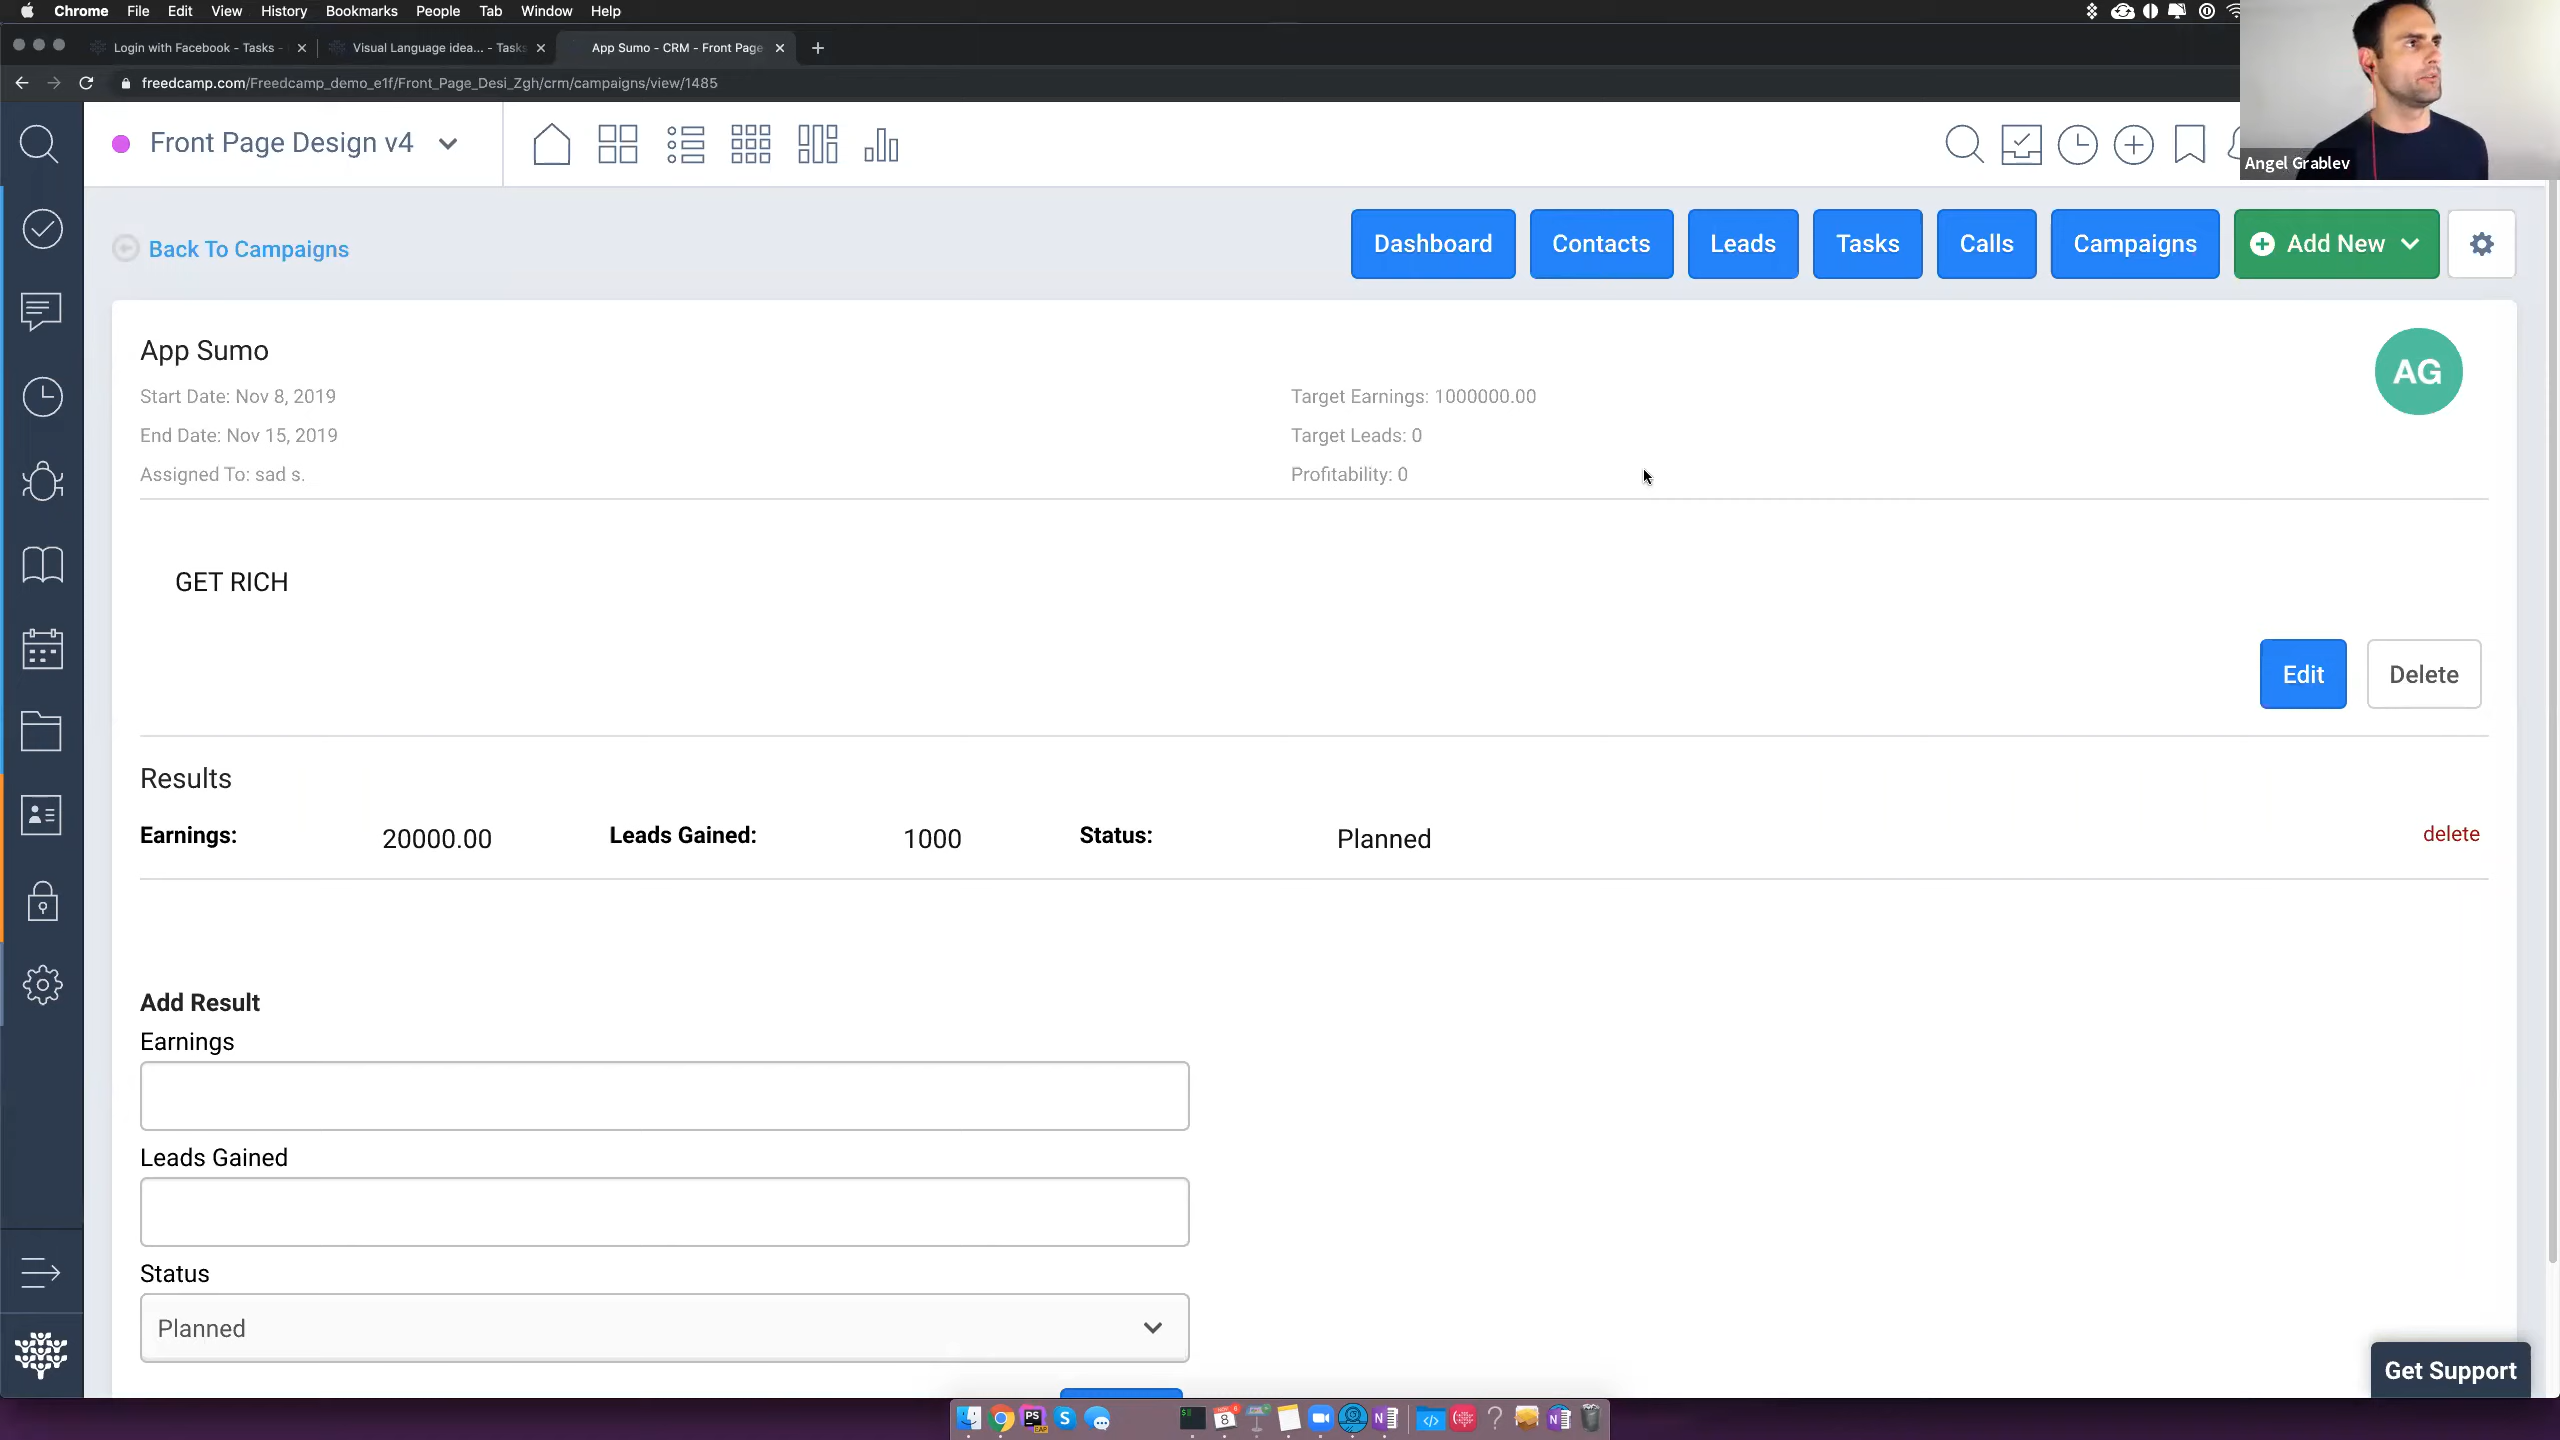 Chrome File Edit View History Bookmarks People Tab Window Help
Login with Facebook - Tasks -
Visual Language idea... - Tasks
App Sumo - CRM - Front Page
freedcamp.com/Freedcamp_demo_e1f/Front_Page_Desi_Zgh/crm/campaigns/view/1485
Angel Grablev
Front Page Design v4
Back To Campaigns
Dashboard Contacts Leads Tasks Calls Campaigns Add New
App Sumo
AG
Start Date: Nov 8, 2019 Target Earnings: 1000000.00
End Date: Nov 15, 2019 Target Leads: 0
Assigned To: sad s. Profitability: 0
GET RICH
Edit Delete
Results
Earnings: 20000.00 Leads Gained: 1000 Status: Planned delete
Add Result
Earnings
Leads Gained
Status
Planned
Get Support
PS
EAP
S
8
N
N